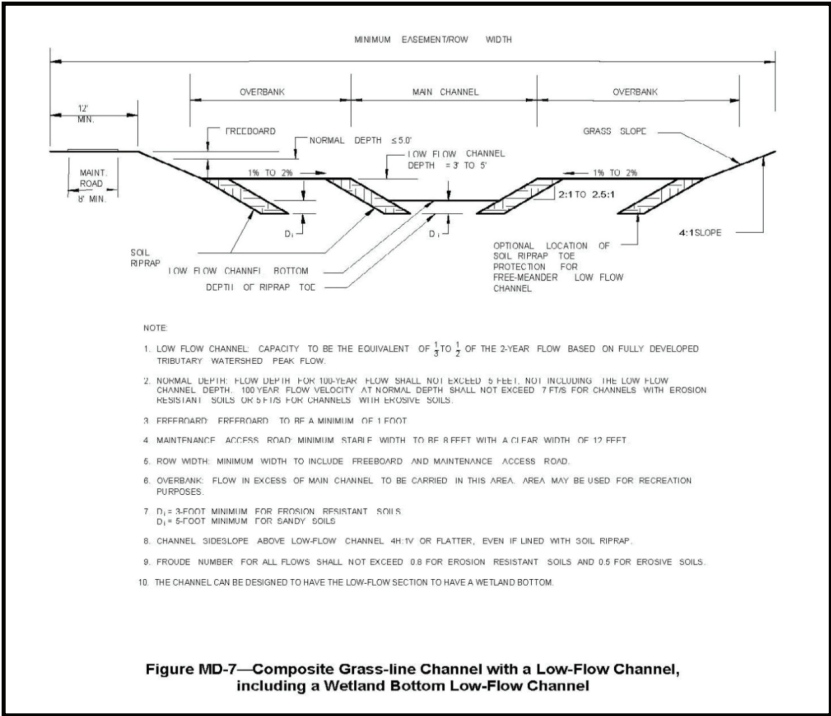 MINIMUM EASEMENT/ROW WIDTH
OVERBANK
MAIN CHANNEL
OVERBANK
12'
MIN.
FREEBOARD
NORMAL DEPTH ≤5.0'
GRASS SLOPE
LOW FLOW CHANNEL
DEPTH = 3' TO 5'
MAINT.
ROAD
8' MIN.
1% TO 2%
1% TO 2%
2:1 TO 2.5:1
D₁
D₁
SOIL
RIPRAP
LOW FLOW CHANNEL BOTTOM
DEPTH OF RIPRAP TOE
OPTIONAL LOCATION OF
SOIL RIPRAP TOE
PROTECTION FOR
FREE-MEANDER LOW FLOW
CHANNEL
4:1 SLOPE
NOTE:
1. LOW FLOW CHANNEL: CAPACITY TO BE THE EQUIVALENT OF 1/3 TO 1/2 OF THE 2-YEAR FLOW BASED ON FULLY DEVELOPED
TRIBUTARY WATERSHED PEAK FLOW.
2. NORMAL DEPTH: FLOW DEPTH FOR 100-YEAR FLOW SHALL NOT EXCEED 5 FEET, NOT INCLUDING THE LOW FLOW
CHANNEL DEPTH. 100 YEAR FLOW VELOCITY AT NORMAL DEPTH SHALL NOT EXCEED 7 FT/S FOR CHANNELS WITH EROSION
RESISTANT SOILS OR 5 FT/S FOR CHANNELS WITH EROSIVE SOILS.
3. FREEBOARD: FREEBOARD TO BE A MINIMUM OF 1 FOOT
4. MAINTENANCE ACCESS ROAD: MINIMUM STABLE WIDTH TO BE 8 FEET WITH A CLEAR WIDTH OF 12 FEET.
5. ROW WIDTH: MINIMUM WIDTH TO INCLUDE FREEBOARD AND MAINTENANCE ACCESS ROAD.
6. OVERBANK: FLOW IN EXCESS OF MAIN CHANNEL TO BE CARRIED IN THIS AREA. AREA MAY BE USED FOR RECREATION
PURPOSES.
7. D₁ = 3-FOOT MINIMUM FOR EROSION RESISTANT SOILS
D₁ = 5-FOOT MINIMUM FOR SANDY SOILS
8. CHANNEL SIDESLOPE ABOVE LOW-FLOW CHANNEL 4H:1V OR FLATTER, EVEN IF LINED WITH SOIL RIPRAP.
9. FROUDE NUMBER FOR ALL FLOWS SHALL NOT EXCEED 0.8 FOR EROSION RESISTANT SOILS AND 0.5 FOR EROSIVE SOILS.
10. THE CHANNEL CAN BE DESIGNED TO HAVE THE LOW-FLOW SECTION TO HAVE A WETLAND BOTTOM.
Figure MD-7—Composite Grass-line Channel with a Low-Flow Channel,
including a Wetland Bottom Low-Flow Channel